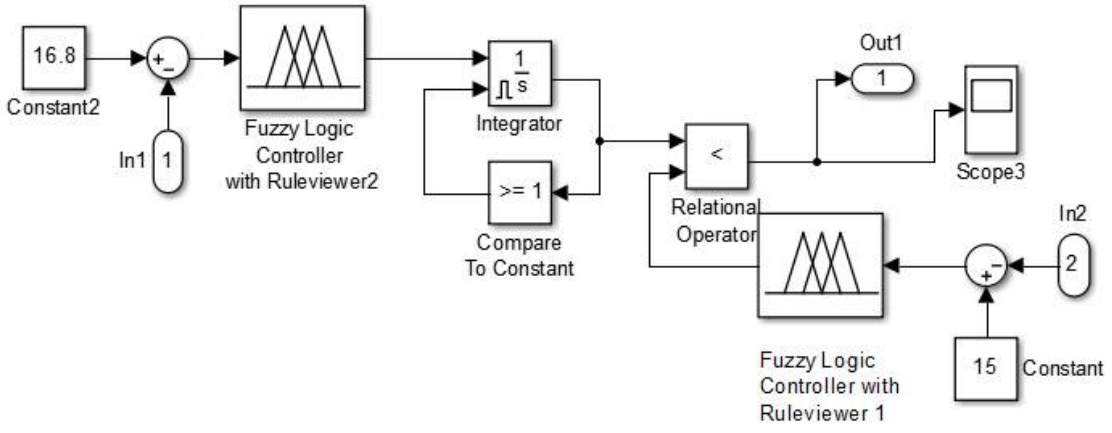 16.8
Constant2
+
−
In1
1
Fuzzy Logic
Controller
with Ruleviewer2
1
s
Integrator
>= 1
Compare
To Constant
<
Relational
Operator
Out1
1
Scope3
In2
2
−
+
15
Constant
Fuzzy Logic
Controller with
Ruleviewer 1